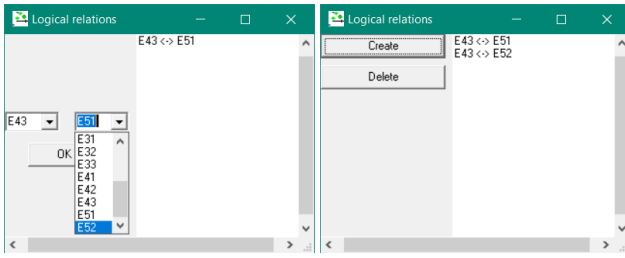 Logical relations
E43 <-> E51
E43
E51
E31
E32
E33
E41
E42
E43
E51
E52
OK
Logical relations
Create
Delete
E43 <-> E51
E43 <-> E52